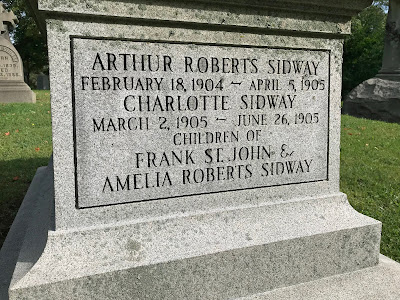 ARTHUR ROBERTS SIDWAY
FEBRUARY 18, 1904 ~ APRIL 5, 1905
CHARLOTTE SIDWAY
MARCH 2, 1905 ~ JUNE 26, 1905
CHILDREN OF
FRANK ST. JOHN &
AMELIA ROBERTS SIDWAY